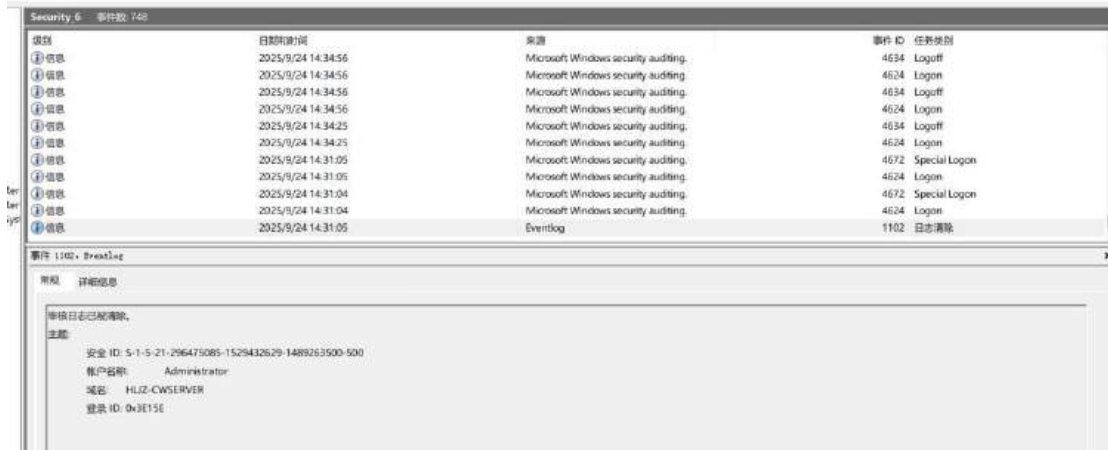 Security_6 事件数: 748
级别 日期和时间 来源 事件 ID 任务类别
信息 2025/9/24 14:34:56 Microsoft Windows security auditing. 4634 Logoff
信息 2025/9/24 14:34:56 Microsoft Windows security auditing. 4624 Logon
信息 2025/9/24 14:34:56 Microsoft Windows security auditing. 4634 Logoff
信息 2025/9/24 14:34:56 Microsoft Windows security auditing. 4624 Logon
信息 2025/9/24 14:34:25 Microsoft Windows security auditing. 4634 Logoff
信息 2025/9/24 14:34:25 Microsoft Windows security auditing. 4624 Logon
信息 2025/9/24 14:31:05 Microsoft Windows security auditing. 4672 Special Logon
信息 2025/9/24 14:31:05 Microsoft Windows security auditing. 4624 Logon
信息 2025/9/24 14:31:04 Microsoft Windows security auditing. 4672 Special Logon
信息 2025/9/24 14:31:04 Microsoft Windows security auditing. 4624 Logon
信息 2025/9/24 14:31:05 Eventlog 1102 日志清除
事件 1102, Eventlog
常规 详细信息
审核日志已被清除。
主题:
安全 ID: S-1-5-21-296475085-1529432629-1489263500-500
帐户名称: Administrator
域名: HLJZ-CWSERVER
登录 ID: 0x3E15E